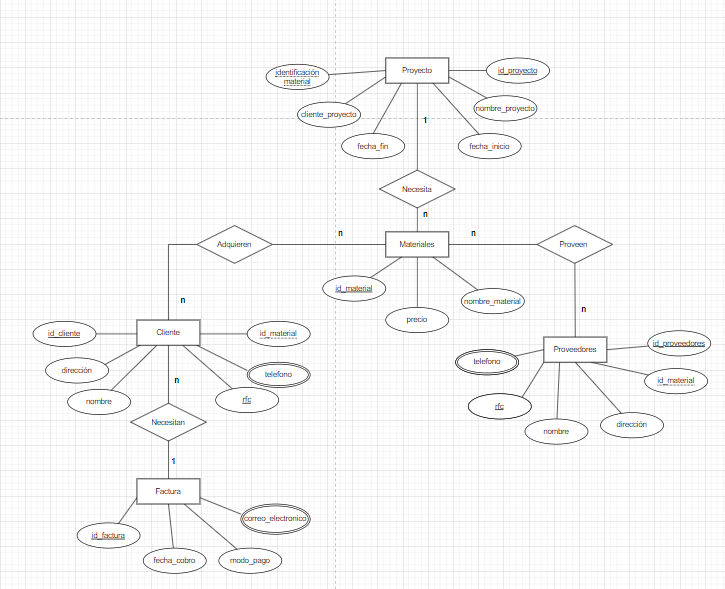 Proyecto
identificación
material
id_proyecto
cliente_proyecto
nombre_proyecto
1
fecha_fin
fecha_inicio
Necesita
n
n
n
Adquieren
Materiales
Proveen
id_material
nombre_material
n
n
precio
id_cliente
Cliente
id_material
id_proveedores
Proveedores
telefono
dirección
telefono
id_material
n
nombre
rfc
rfc
Necesitan
dirección
nombre
1
Factura
correo_electronico
id_factura
fecha_cobro
modo_pago